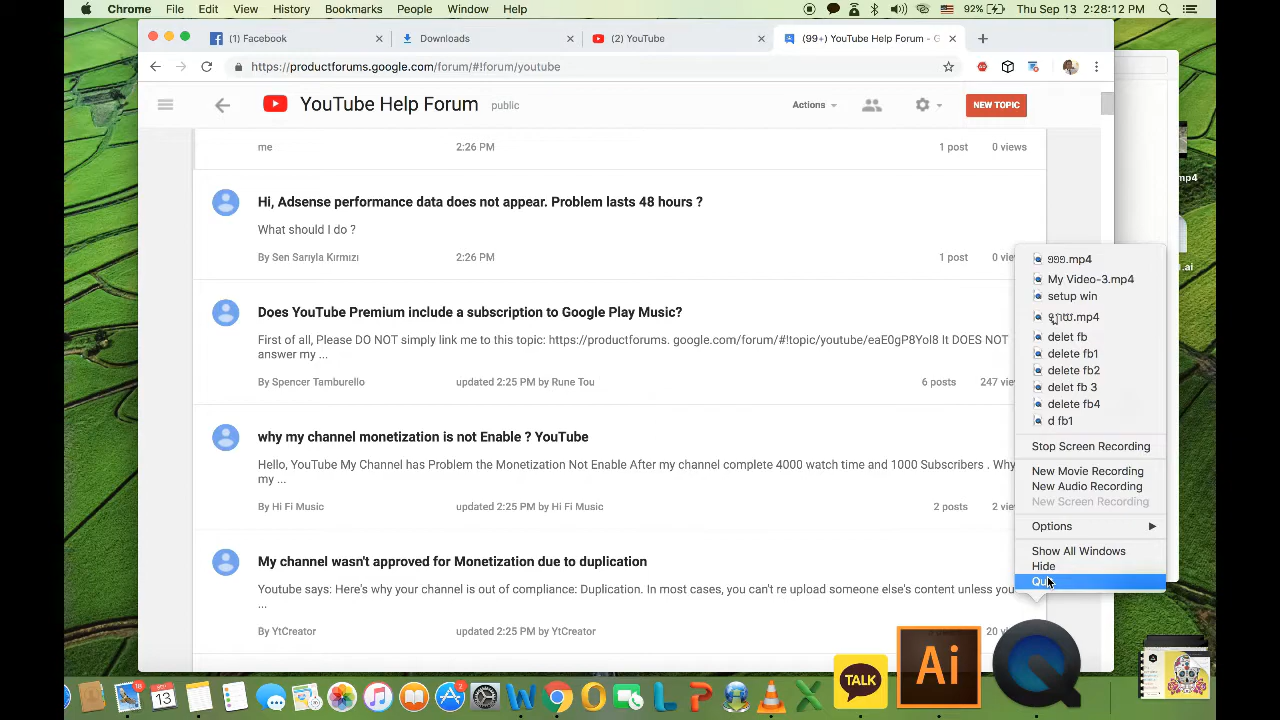 Chrome File Edit View History Bookmarks People Window Help 92% Thu Sep 13 2:28:12 PM
(1) Facebook
Downloads
(2) YouTube
(99+) YouTube Help Forum - G
https://productforums.google.com/forum/#!forum/youtube
YouTube Help Forum public Actions NEW TOPIC
me 2:26 PM 1 post 0 views
Hi, Adsense performance data does not appear. Problem lasts 48 hours ?
What should I do ?
By Sen Sarıyla Kırmızı 2:26 PM 1 post 0 vie
Does YouTube Premium include a subscription to Google Play Music?
First of all, Please DO NOT simply link me to this topic: https://productforums. google.com/forum/#!topic/youtube/eaE0gP8YoI8 It DOES NOT
answer my ...
By Spencer Tamburello updated 2:25 PM by Rune Tou 6 posts 247 vie
why my channel monetization is not Enable ? YouTube
Hello, YouTube My Channel has Problem the Monetization Not Enable After my channel complete 4000 watch time and 1000 Subscribers . Why
my ...
By Hi Fi Music updated 2:25 PM by Hi Fi Music 2 posts 2 vie
My channel wasn't approved for Monetization due to duplication
Youtube says: Here's why your channel is out of compliance: Duplication. In most cases, you can't re upload someone else's content unless you
...
By YtCreator updated 2:25 PM by YtCreator 20 vi
My Video-3.mp4
setup win
delet fb
delete fb1
delete fb2
delet fb 3
delete fb4
d fb1
Stop Screen Recording
New Movie Recording
New Audio Recording
New Screen Recording
Options
Show All Windows
Hide
mp4
.ai
TALK
Ai